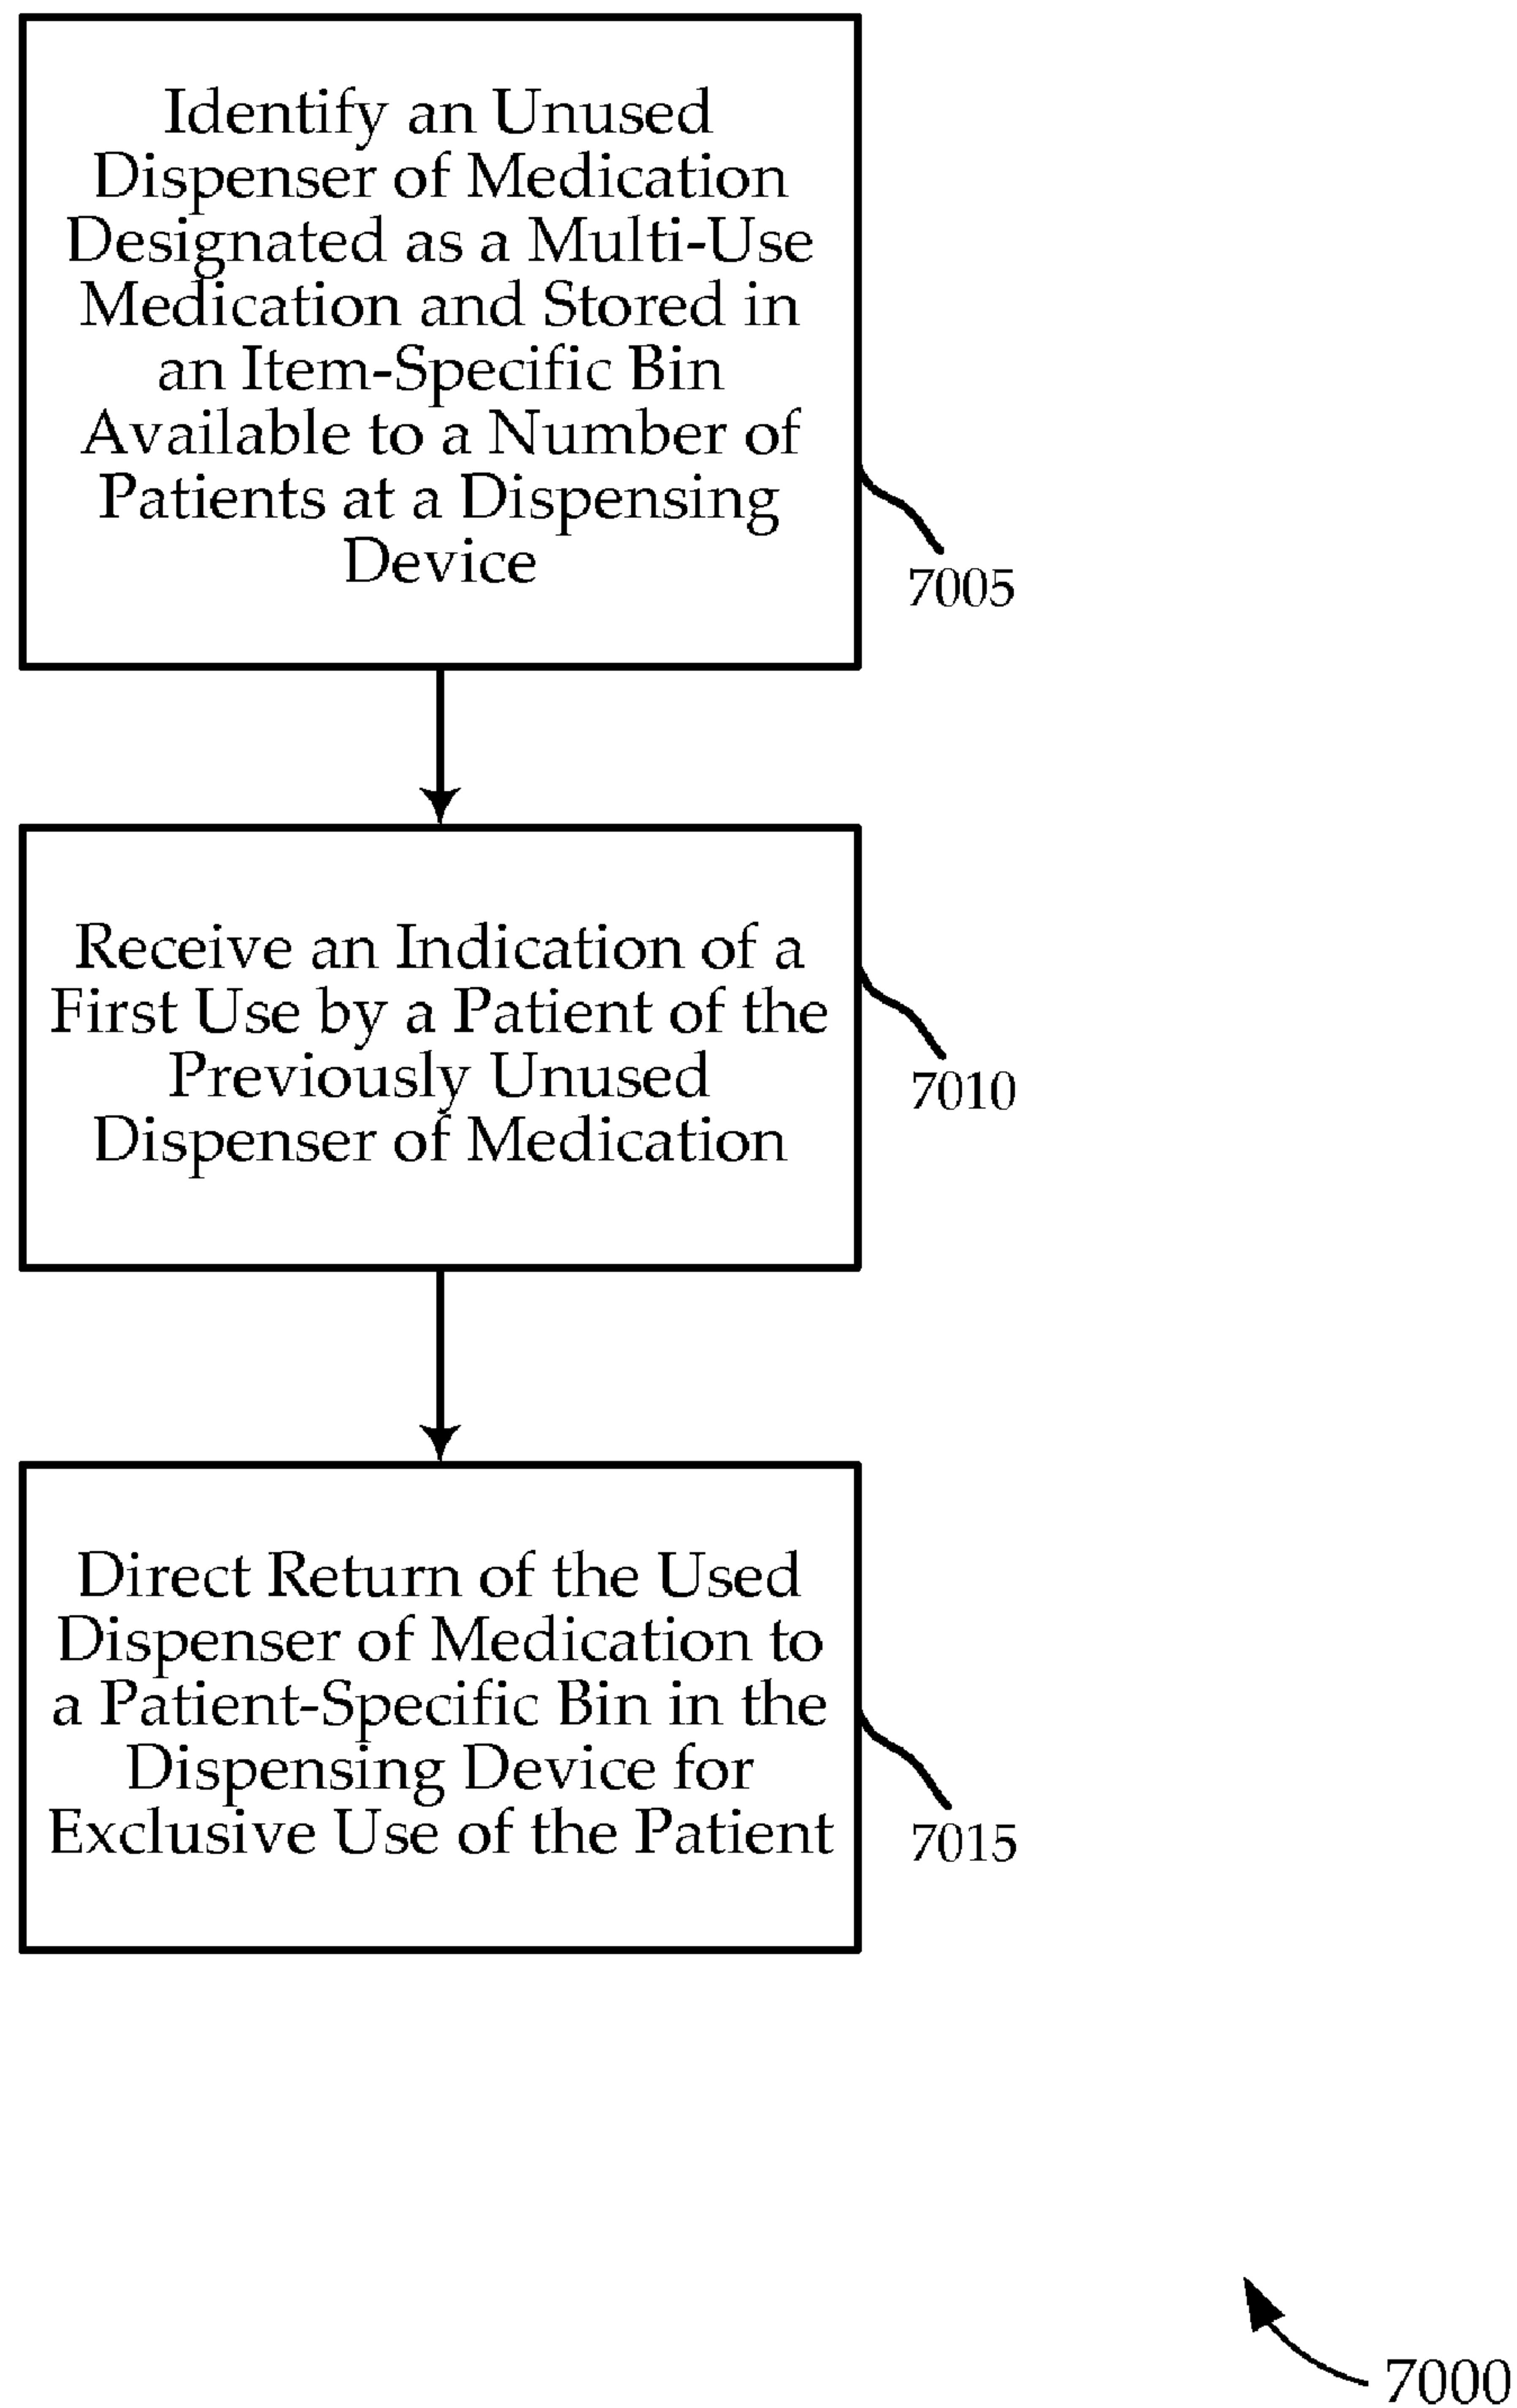 Identify an Unused
Dispenser of Medication
Designated as a Multi-Use
Medication and Stored in
an Item-Specific Bin
Available to a Number of
Patients at a Dispensing
Device
7005
Receive an Indication of a
First Use by a Patient of the
Previously Unused
Dispenser of Medication
7010
Direct Return of the Used
Dispenser of Medication to
a Patient-Specific Bin in the
Dispensing Device for
Exclusive Use of the Patient
7015
7000